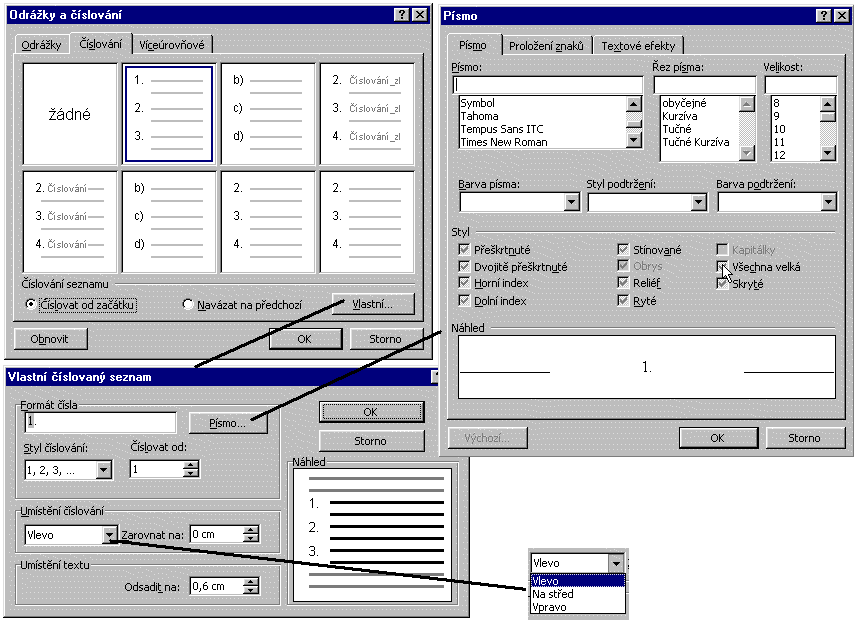 Odrážky a číslování
Odrážky Číslování Víceúrovňové
žádné
1.
2.
3.
b)
c)
d)
2. Číslování_zl
3. Číslování_zl
4. Číslování_zl
2. Číslování
3. Číslování
4. Číslování
b)
c)
d)
2.
3.
4.
2.
3.
4.
Číslování seznamu
Číslovat od začátku Navázat na předchozí Vlastní...
Obnovit OK Storno
Písmo
Písmo Proložení znaků Textové efekty
Písmo: Řez písma: Velikost:
Symbol
Tahoma
Tempus Sans ITC
Times New Roman
obyčejné
Kurzíva
Tučné
Tučné Kurzíva
8
9
10
11
12
Barva písma: Styl podtržení: Barva podtržení:
Styl
Přeškrtnuté Stínované Kapitálky
Dvojitě přeškrtnuté Obrys Všechna velká
Horní index Reliéf Skryté
Dolní index Ryté
Náhled
1.
Výchozí... OK Storno
Vlastní číslovaný seznam
Formát čísla
1. Písmo...
Styl číslování: Číslovat od:
1, 2, 3, ... 1
Umístění číslování
Vlevo Zarovnat na: 0 cm
Umístění textu
Odsadit na: 0,6 cm
OK
Storno
Náhled
1.
2.
3.
Vlevo
Vlevo
Na střed
Vpravo